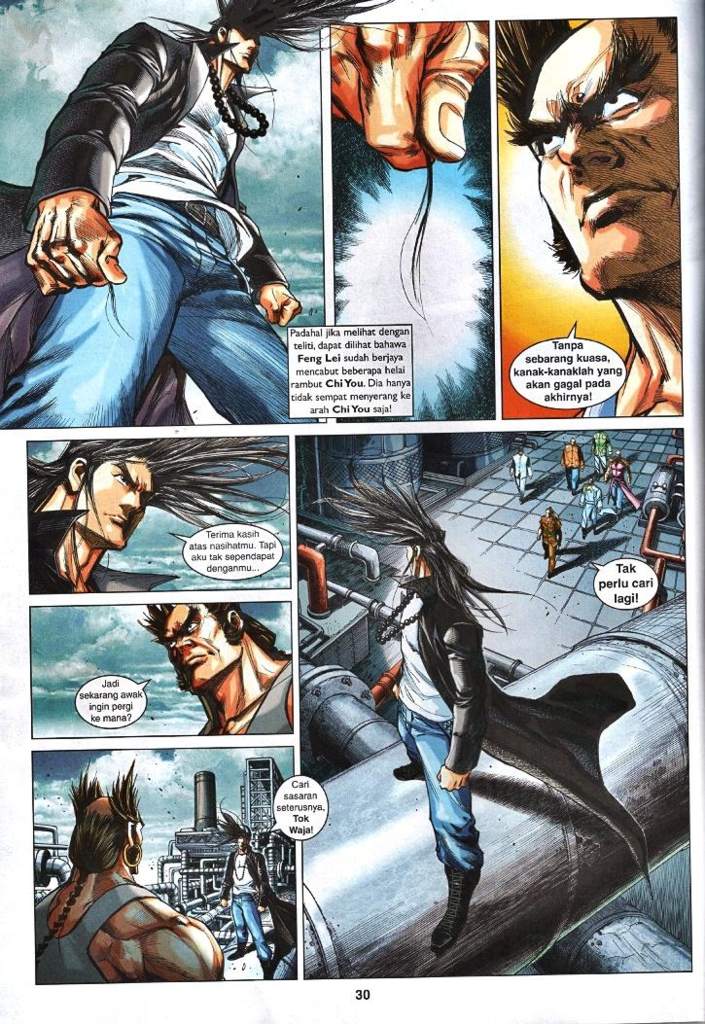 Padahal jika melihat dengan
teliti, dapat dilihat bahawa
Feng Lei sudah berjaya
mencabut beberapa helai
rambut Chi You. Dia hanya
tidak sempat menyerang ke
arah Chi You saja!
Tanpa
sebarang kuasa,
kanak-kanaklah yang
akan gagal pada
akhirnya!
Terima kasih
atas nasihatmu. Tapi
aku tak sependapat
denganmu...
Jadi
sekarang awak
ingin pergi
ke mana?
Cari
sasaran
seterusnya,
Tok
Waja!
Tak
perlu cari
lagi!
30